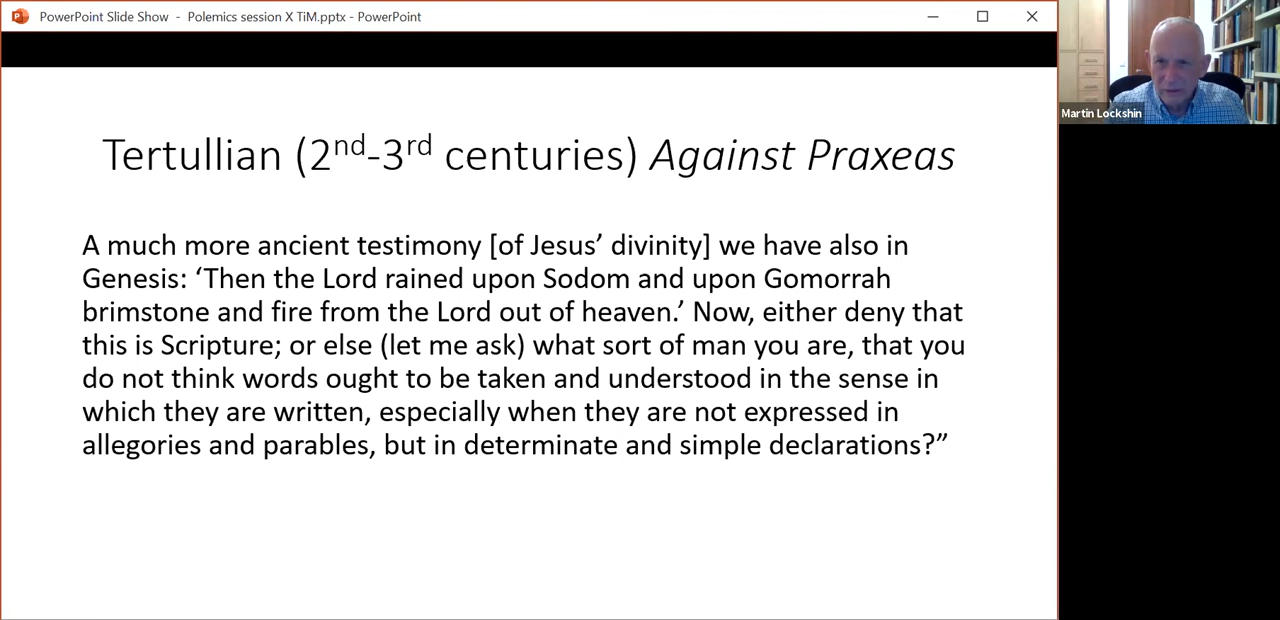 PowerPoint Slide Show - Polemics session X TiM.pptx - PowerPoint
Martin Lockshin
Tertullian (2nd-3rd centuries) Against Praxeas
A much more ancient testimony [of Jesus’ divinity] we have also in
Genesis: ‘Then the Lord rained upon Sodom and upon Gomorrah
brimstone and fire from the Lord out of heaven.’ Now, either deny that
this is Scripture; or else (let me ask) what sort of man you are, that you
do not think words ought to be taken and understood in the sense in
which they are written, especially when they are not expressed in
allegories and parables, but in determinate and simple declarations?”